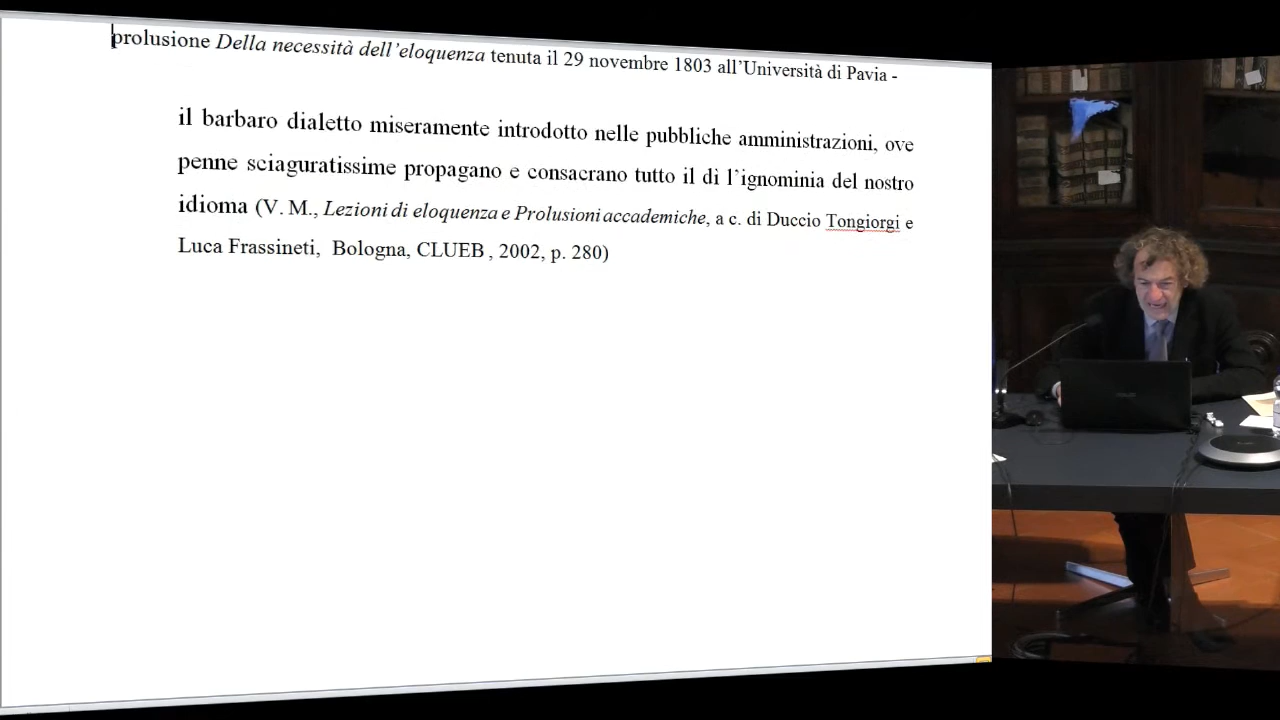 prolusione Della necessità dell’eloquenza tenuta il 29 novembre 1803 all’Università di Pavia -
il barbaro dialetto miseramente introdotto nelle pubbliche amministrazioni, ove
penne sciaguratissime propagano e consacrano tutto il di l’ignominia del nostro
idioma (V. M., Lezioni di eloquenza e Prolusioni accademiche, a c. di Duccio Tongiorgi e
Luca Frassineti, Bologna, CLUEB , 2002, p. 280)